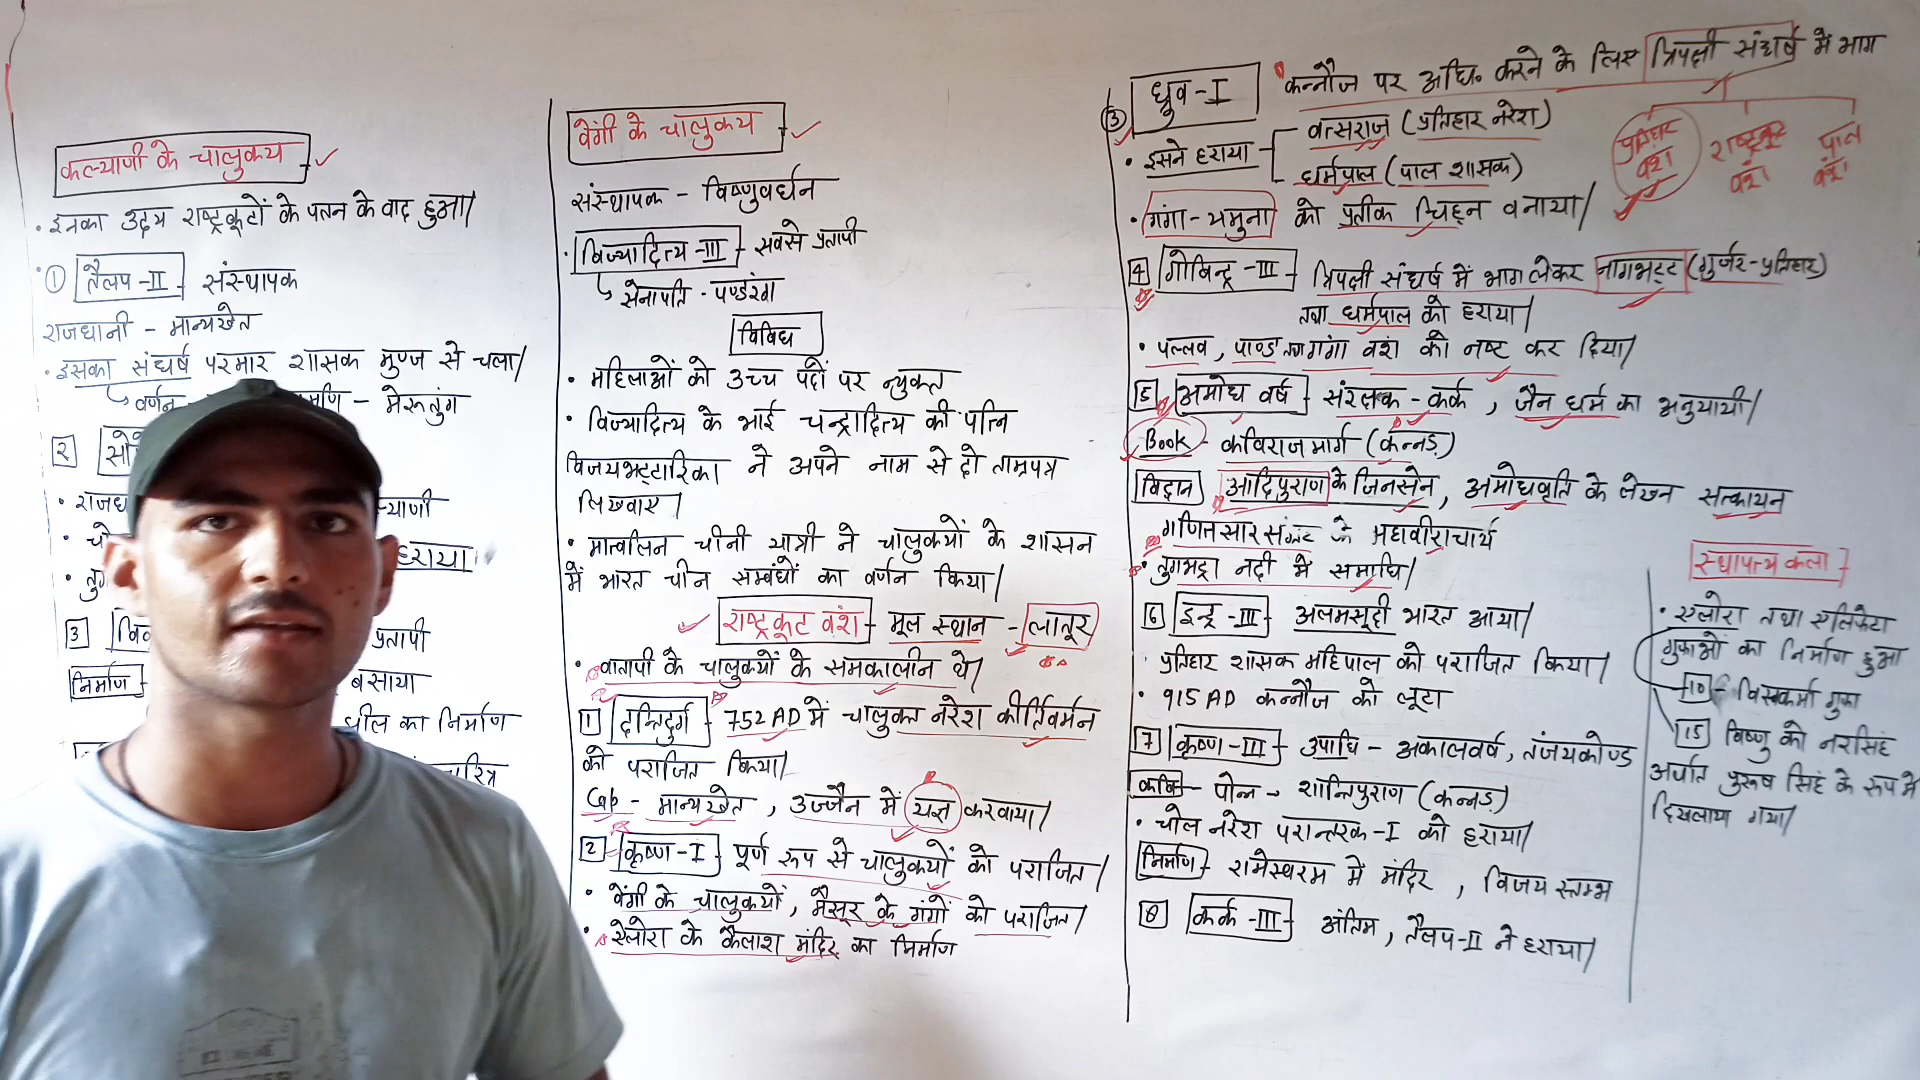 कल्याणी के चालुक्य
• इनका उदय राष्ट्रकूटों के पतन के बाद हुआ।
① तैलप-II संस्थापक
राजधानी - मान्यखेत
• इसका संघर्ष परमार शासक मुण्ज से चला।
वर्णन - मेरुतुंग
2
• राजध याणी
हराया
3 प्रतापी
निर्माण बसाया
झील का निर्माण
वेंगी के चालुक्य
संस्थापक - विष्णुवर्धन
• विज्यादित्य-III - सबसे प्रतापी
सेनापति - पण्डरंग
विविध
• महिलाओं को उच्च पदों पर न्युक्त
• विज्यादित्य के भाई चन्द्रादित्य की पत्नि
विजयभट्टारिका ने अपने नाम से दो ताम्रपत्र
लिखवाए।
• मात्वालिन चीनी यात्री ने चालुक्यों के शासन
में भारत चीन सम्बंधों का वर्णन किया।
राष्ट्रकूट वंश - मूल स्थान - लातूर
• वातापी के चालुक्यों के समकालीन थे।
1 दन्तिदुर्ग - 752 AD में चालुक्त नरेश कीर्तिवर्मन
को पराजित किया।
Cap - मान्यखेत, उज्जैन में यज्ञ करवाया।
2 कृष्ण-I पूर्ण रूप से चालुक्यों को पराजित।
• वेंगी के चालुक्यों, मैसूर के गंगों को पराजित।
• ऐलोरा के कैलाश मंदिर का निर्माण
③ ध्रुव-I कन्नौज पर अधि. करने के लिए त्रिपक्षी संघर्ष में भाग
प्रतिहार वंश राष्ट्रकूट वंश पाल वंश
• इसने हराया - वत्सराज (प्रतिहार नरेश)
धर्मपाल (पाल शासक)
• गंगा-यमुना को प्रतीक चिह्न बनाया।
4 गोविन्द्र-III - त्रिपक्षी संघर्ष में भाग लेकर नागभट्ट (गुर्जर-प्रतिहार)
तथा धर्मपाल को हराया।
• पल्लव, पाण्ड तथा गंगा वंश को नष्ट कर दिया।
5 अमोघ वर्ष - संरक्षक - कर्क, जैन धर्म का अनुयायी।
Book - कविराजमार्ग (कन्नड़)
विद्वान आदिपुराण के जिनसेन, अमोघवृति के लेखन सत्कायन
गणितसार संग्रह के महावीराचार्य
• तुंगभद्रा नदी में समाधि।
6 इन्द्र-III - अलमसूदी भारत आया।
• प्रतिहार शासक महिपाल को पराजित किया।
• 915 AD कन्नौज को लूटा
7 कृष्ण-III - उपाधि - अकालवर्ष, तंजयकोण्ड
कवि - पोन्न - शान्तिपुराण (कन्नड़)
• चोल नरेश परान्तरक-I को हराया।
निर्माण - रामेस्वरम में मंदिर, विजय स्तम्भ
8 कर्क-III - अंतिम, तैलप-II ने हराया।
स्थापत्य कला
• एलोरा तथा एलिफेंटा
गुफाओं का निर्माण हुआ
10 - विस्वकर्मा गुफा
15 विष्णु को नरसिंह
अर्थात पुरूष सिंह के रूप में
दिखलाया गया।